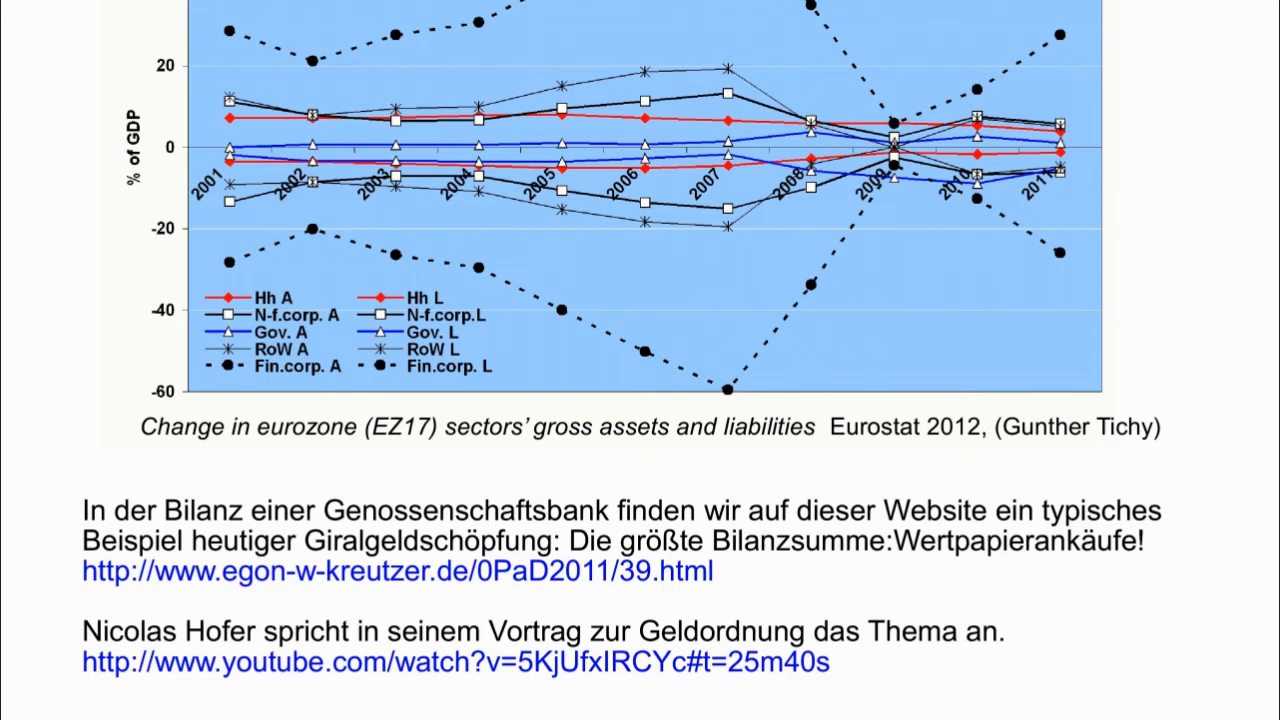 20
0
-20
-40
-60
% of GDP
2001 2002 2003 2004 2005 2006 2007 2008 2009 2010 2011
Hh A Hh L
N-f.corp. A N-f.corp.L
Gov. A Gov. L
RoW A RoW L
Fin.corp. A Fin.corp. L
Change in eurozone (EZ17) sectors' gross assets and liabilities Eurostat 2012, (Gunther Tichy)
In der Bilanz einer Genossenschaftsbank finden wir auf dieser Website ein typisches
Beispiel heutiger Giralgeldschöpfung: Die größte Bilanzsumme:Wertpapierankäufe!
http://www.egon-w-kreutzer.de/0PaD2011/39.html
Nicolas Hofer spricht in seinem Vortrag zur Geldordnung das Thema an.
http://www.youtube.com/watch?v=5KjUfxIRCYc#t=25m40s